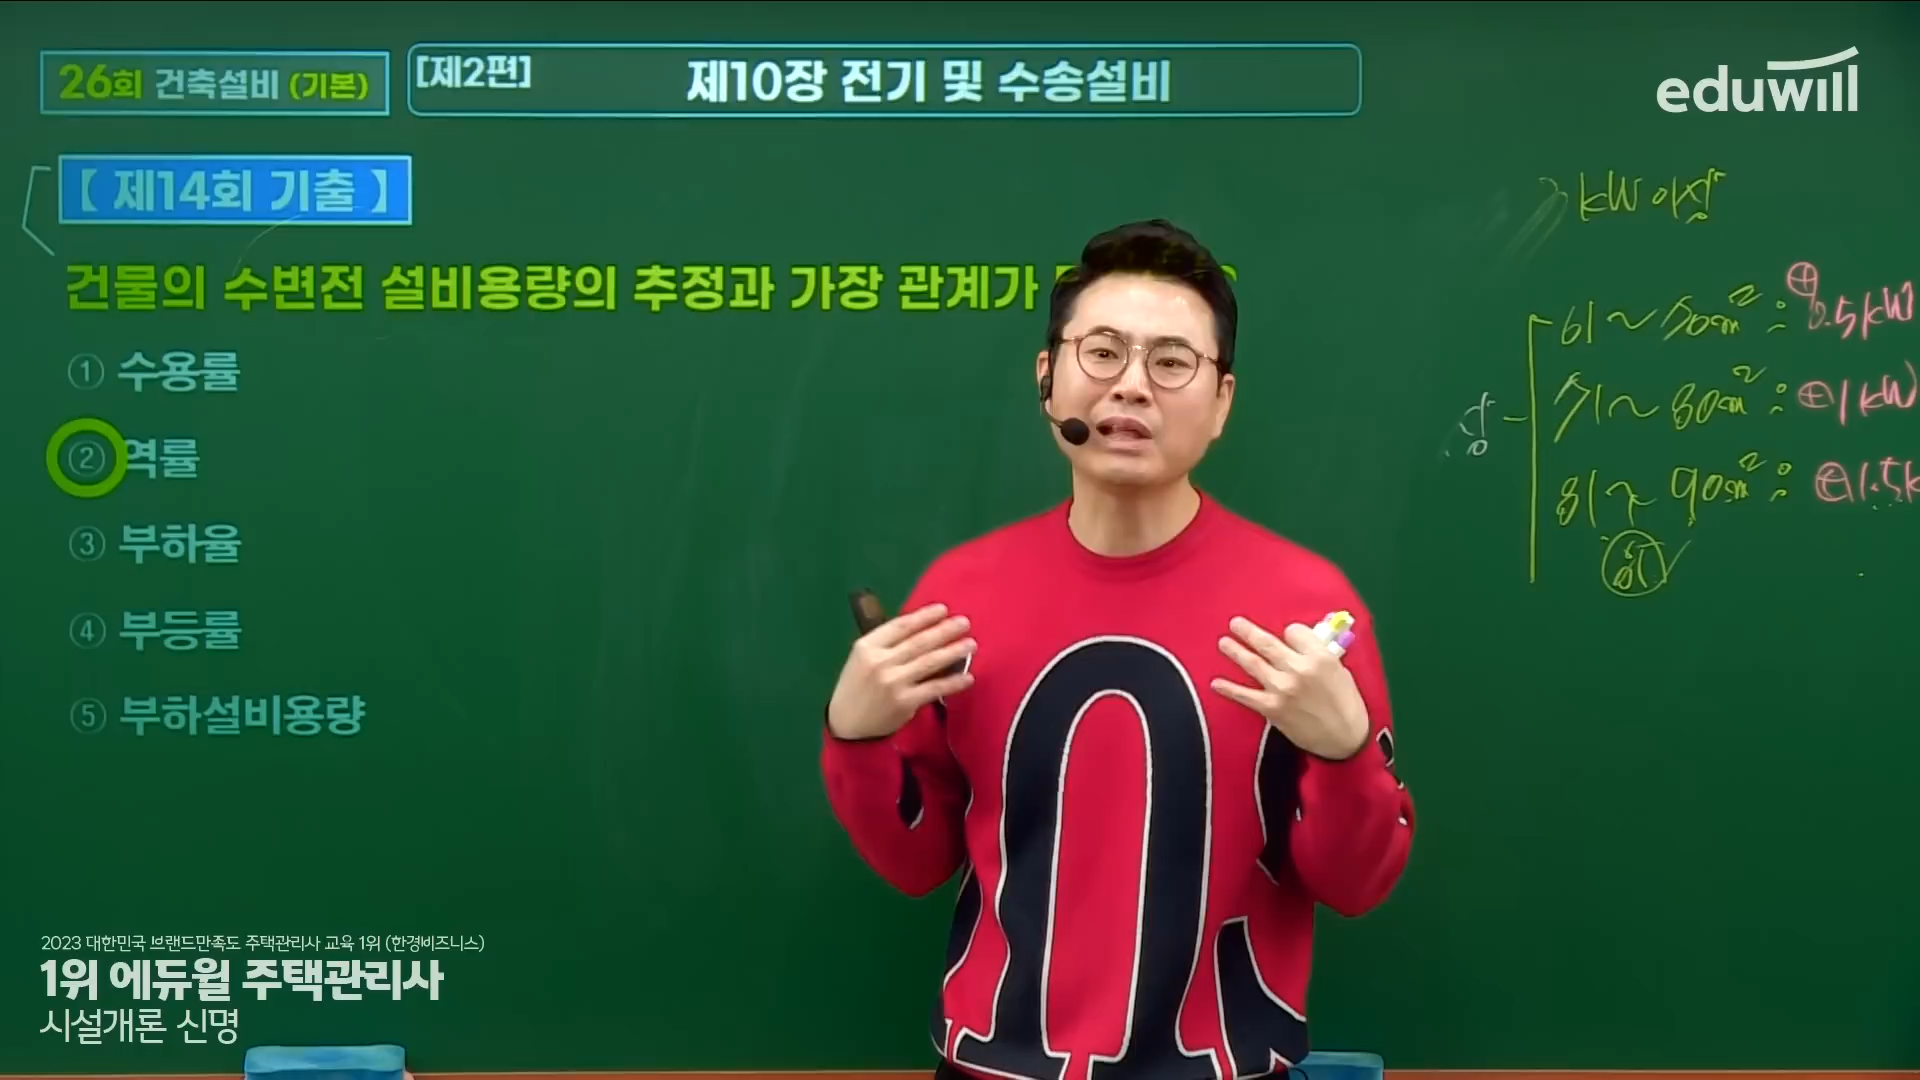 26회 건축설비 (기본)
[제2편]
제10장 전기 및 수송설비
eduwill
【 제14회 기출 】
건물의 수변전 설비용량의 추정과 가장 관계가
① 수용률
② 역률
③ 부하율
④ 부등률
⑤ 부하설비용량
kW 이상
61~70m² : ⊕0.5kW
71~80m² : ⊕1kW
81~90m² : ⊕1.5k
2023 대한민국 브랜드만족도 주택관리사 교육 1위 (한경비즈니스)
1위 에듀윌 주택관리사
시설개론 신명